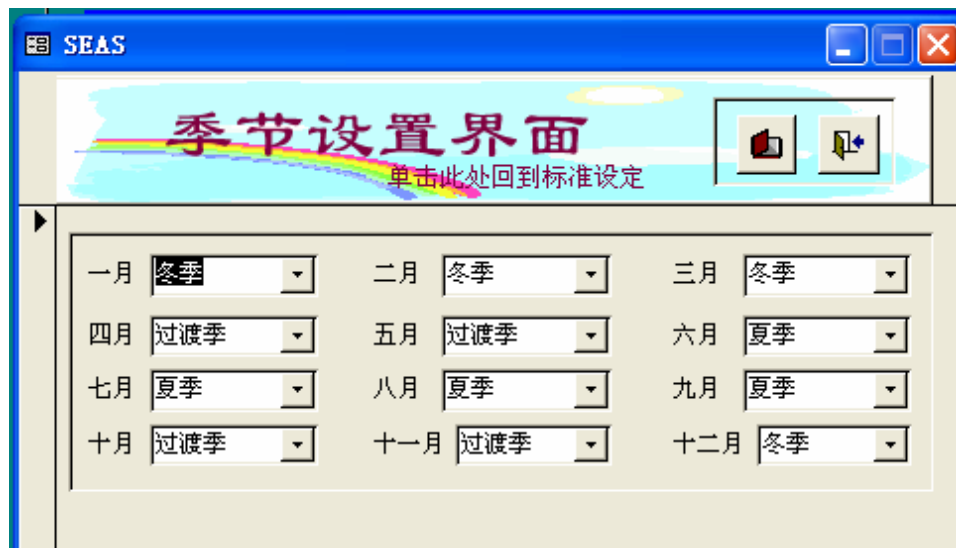 SEAS
季节设置界面
单击此处回到标准设定
一月 冬季 二月 冬季 三月 冬季
四月 过渡季 五月 过渡季 六月 夏季
七月 夏季 八月 夏季 九月 夏季
十月 过渡季 十一月 过渡季 十二月 冬季